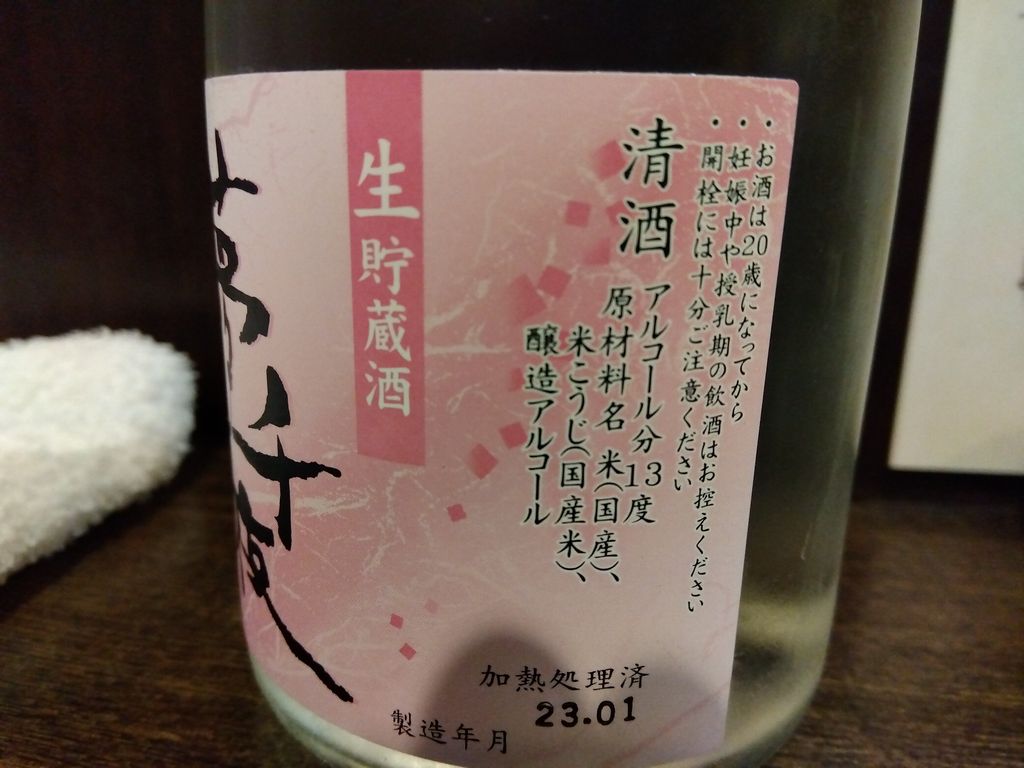 ・お酒は20歳になってから
・妊娠中や授乳期の飲酒はお控えください
・開栓には十分ご注意ください
清酒
アルコール分13度
原材料名 米(国産)、
米こうじ(国産米)、
醸造アルコール
生貯蔵酒
加熱処理済
23.01
製造年月